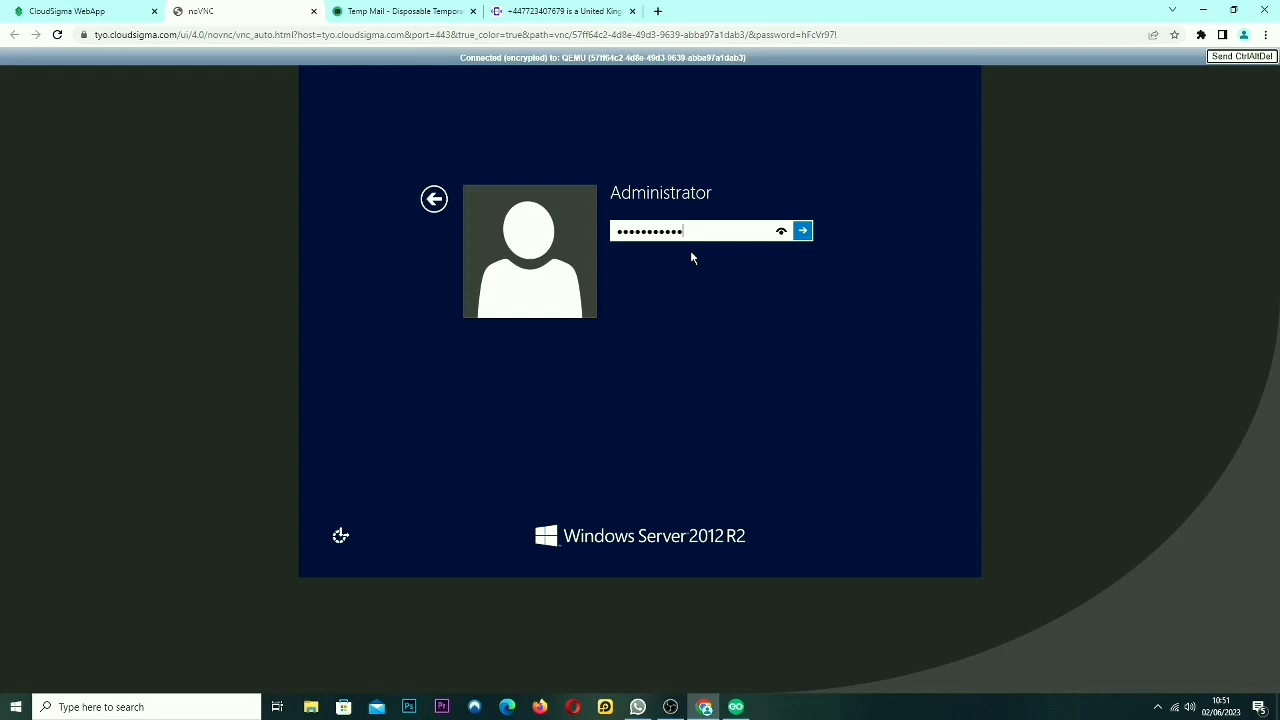 CloudSigma WebApp
noVNC
Temp Mail - Disposable Tempora
+447723407679 is a United King
tyo.cloudsigma.com/ui/4.0/novnc/vnc_auto.html?host=tyo.cloudsigma.com&port=443&true_color=true&path=vnc/57ff64c2-4d8e-49d3-9639-abba97a1dab3/&password=hFcVr97!
Connected (encrypted) to: QEMU (57ff64c2-4d8e-49d3-9639-abba97a1dab3)
Send CtrlAltDel
Administrator
Windows Server 2012 R2
Type here to search
Ps
Pr
10:51
02/06/2023